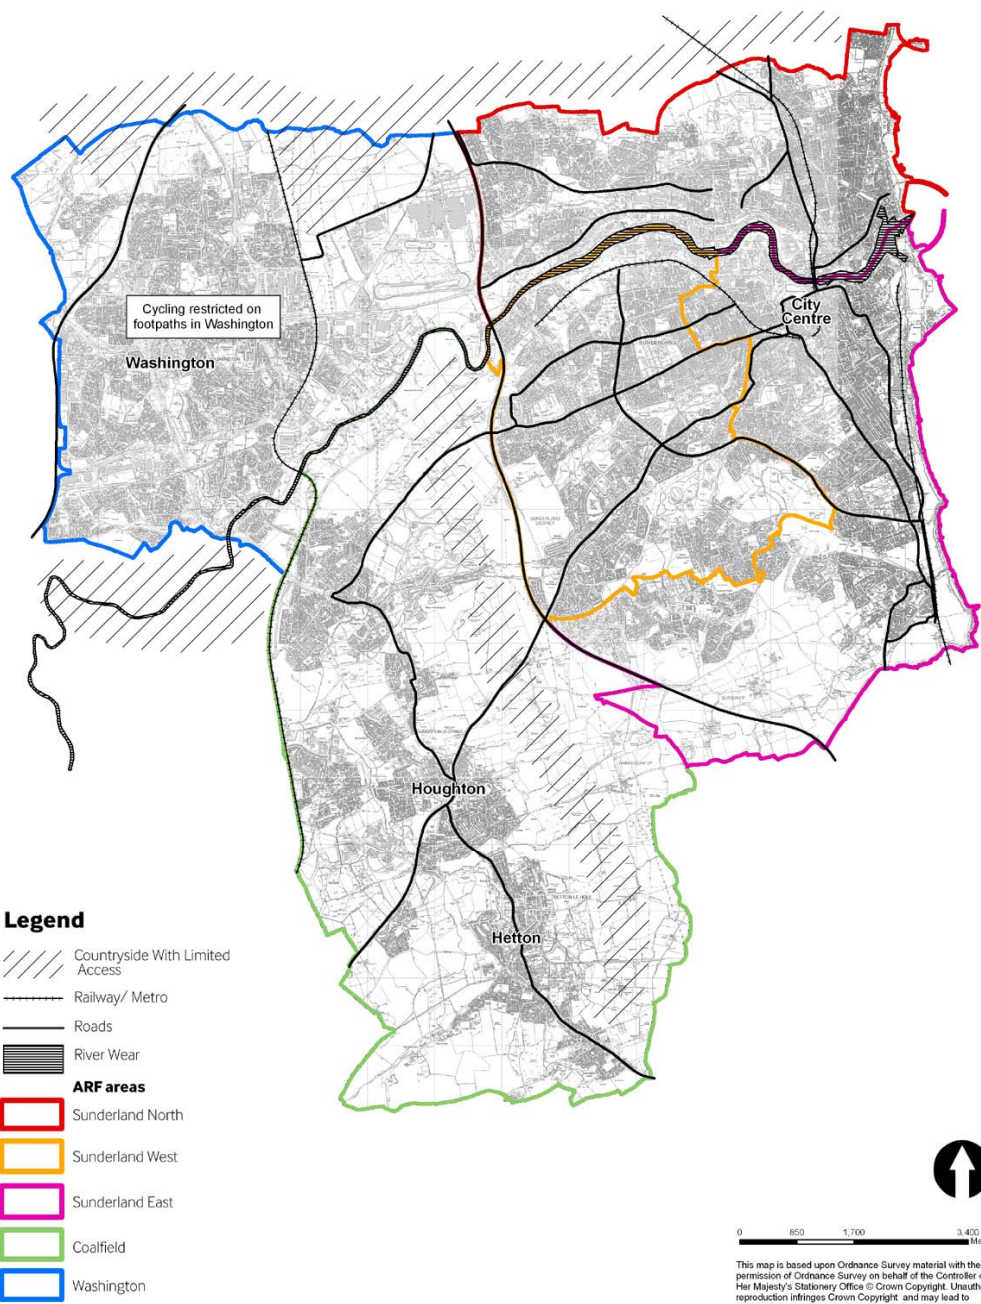 Cycling restricted on
footpaths in Washington
Washington
City
Centre
Houghton
Hetton
Legend
Countryside With Limited
Access
Railway/ Metro
Roads
River Wear
ARF areas
Sunderland North
Sunderland West
Sunderland East
Coalfield
Washington
0 850 1,700 3,400
Me
This map is based upon Ordnance Survey material with the
permission of Ordnance Survey on behalf of the Controller
Her Majesty's Stationery Office © Crown Copyright. Unauth
reproduction infringes Crown Copyright and may lead to